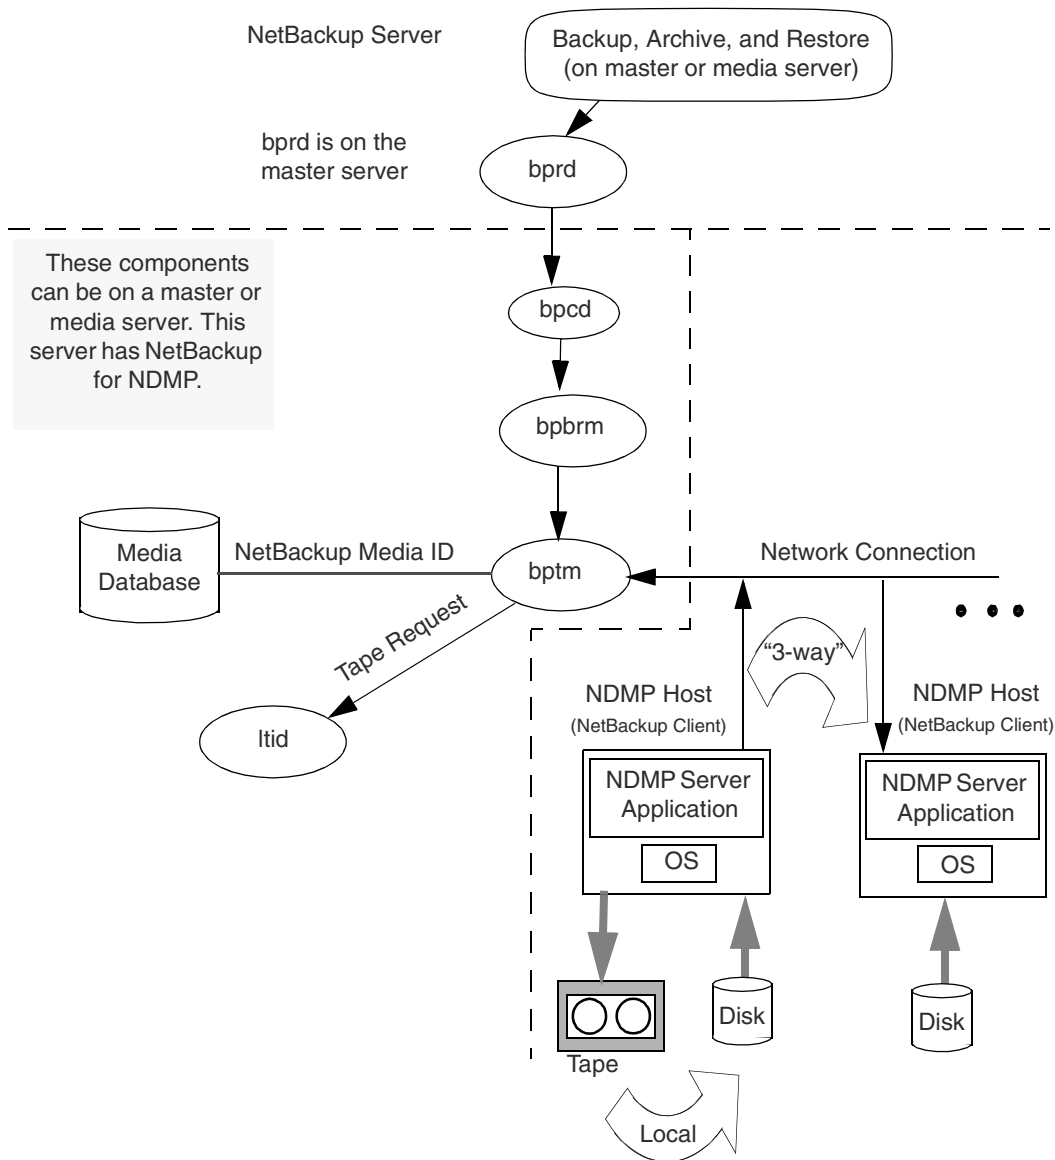 NetBackup Server
Backup, Archive, and Restore
(on master or media server)
bprd is on the
master server
bprd
These components
can be on a master or
media server. This
server has NetBackup
for NDMP.
bpcd
bpbrm
Media
Database
NetBackup Media ID
bptm
Network Connection
Tape Request
ltid
“3-way”
NDMP Host
(NetBackup Client)
NDMP Host
(NetBackup Client)
NDMP Server
Application
OS
NDMP Server
Application
OS
Disk
Disk
Tape
Local